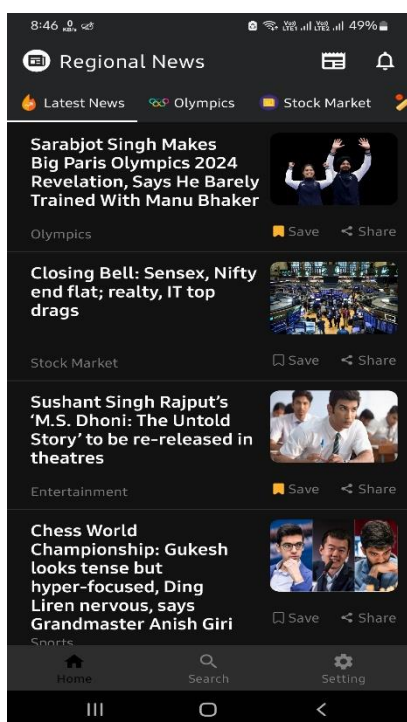 8:46
49%
Regional News
Latest News
Olympics
Stock Market
Sarabjot Singh Makes
Big Paris Olympics 2024
Revelation, Says He Barely
Trained With Manu Bhaker
Olympics
Save
Share
Closing Bell: Sensex, Nifty
end flat; realty, IT top
drags
Stock Market
Save
Share
Sushant Singh Rajput’s
‘M.S. Dhoni: The Untold
Story’ to be re-released in
theatres
Entertainment
Save
Share
Chess World
Championship: Gukesh
looks tense but
hyper-focused, Ding
Liren nervous, says
Grandmaster Anish Giri
Save
Share
Sports
Home
Search
Setting